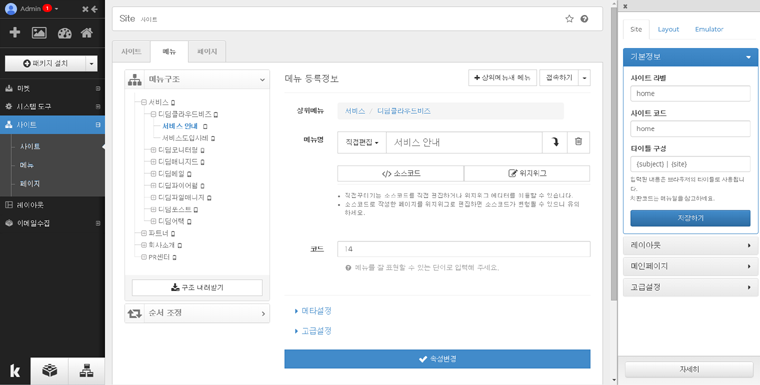 Admin 1
패키지 설치
마켓
시스템 도구
사이트
사이트
메뉴
페이지
레이아웃
이메일수집
k
Site 사이트
사이트
메뉴
페이지
메뉴구조
서비스
디딤클라우드비즈
서비스 안내
서비스도입사례
디딤모니터링
디딤매니지드
디딤메일
디딤파이어월
디딤파일매니저
디딤포스트
디딤어택
파트너
회사소개
PR센터
구조 내려받기
순서 조정
메뉴 등록정보
상위메뉴내 새 메뉴
접속하기
상위메뉴
서비스 / 디딤클라우드비즈
메뉴명
직접편집
서비스 안내
</> 소스코드
위지위그
직접꾸미기는 소스코드를 직접 편집하거나 위지위그 에디터를 이용할 수 있습니다.
소스코드로 작성한 페이지를 위지위그로 편집하면 소스코드가 변형될 수 있으니 유의
하세요.
코드
14
메뉴를 잘 표현할 수 있는 단어로 입력해 주세요.
메타설정
고급설정
속성변경
x
Site
Layout
Emulator
기본정보
사이트 라벨
home
사이트 코드
home
타이틀 구성
{subject} | {site}
입력된 내용은 브라우저의 타이틀로 사용됩니
다.
치환코드는 매뉴얼을 참고하세요.
저장하기
레이아웃
메인페이지
고급설정
자세히